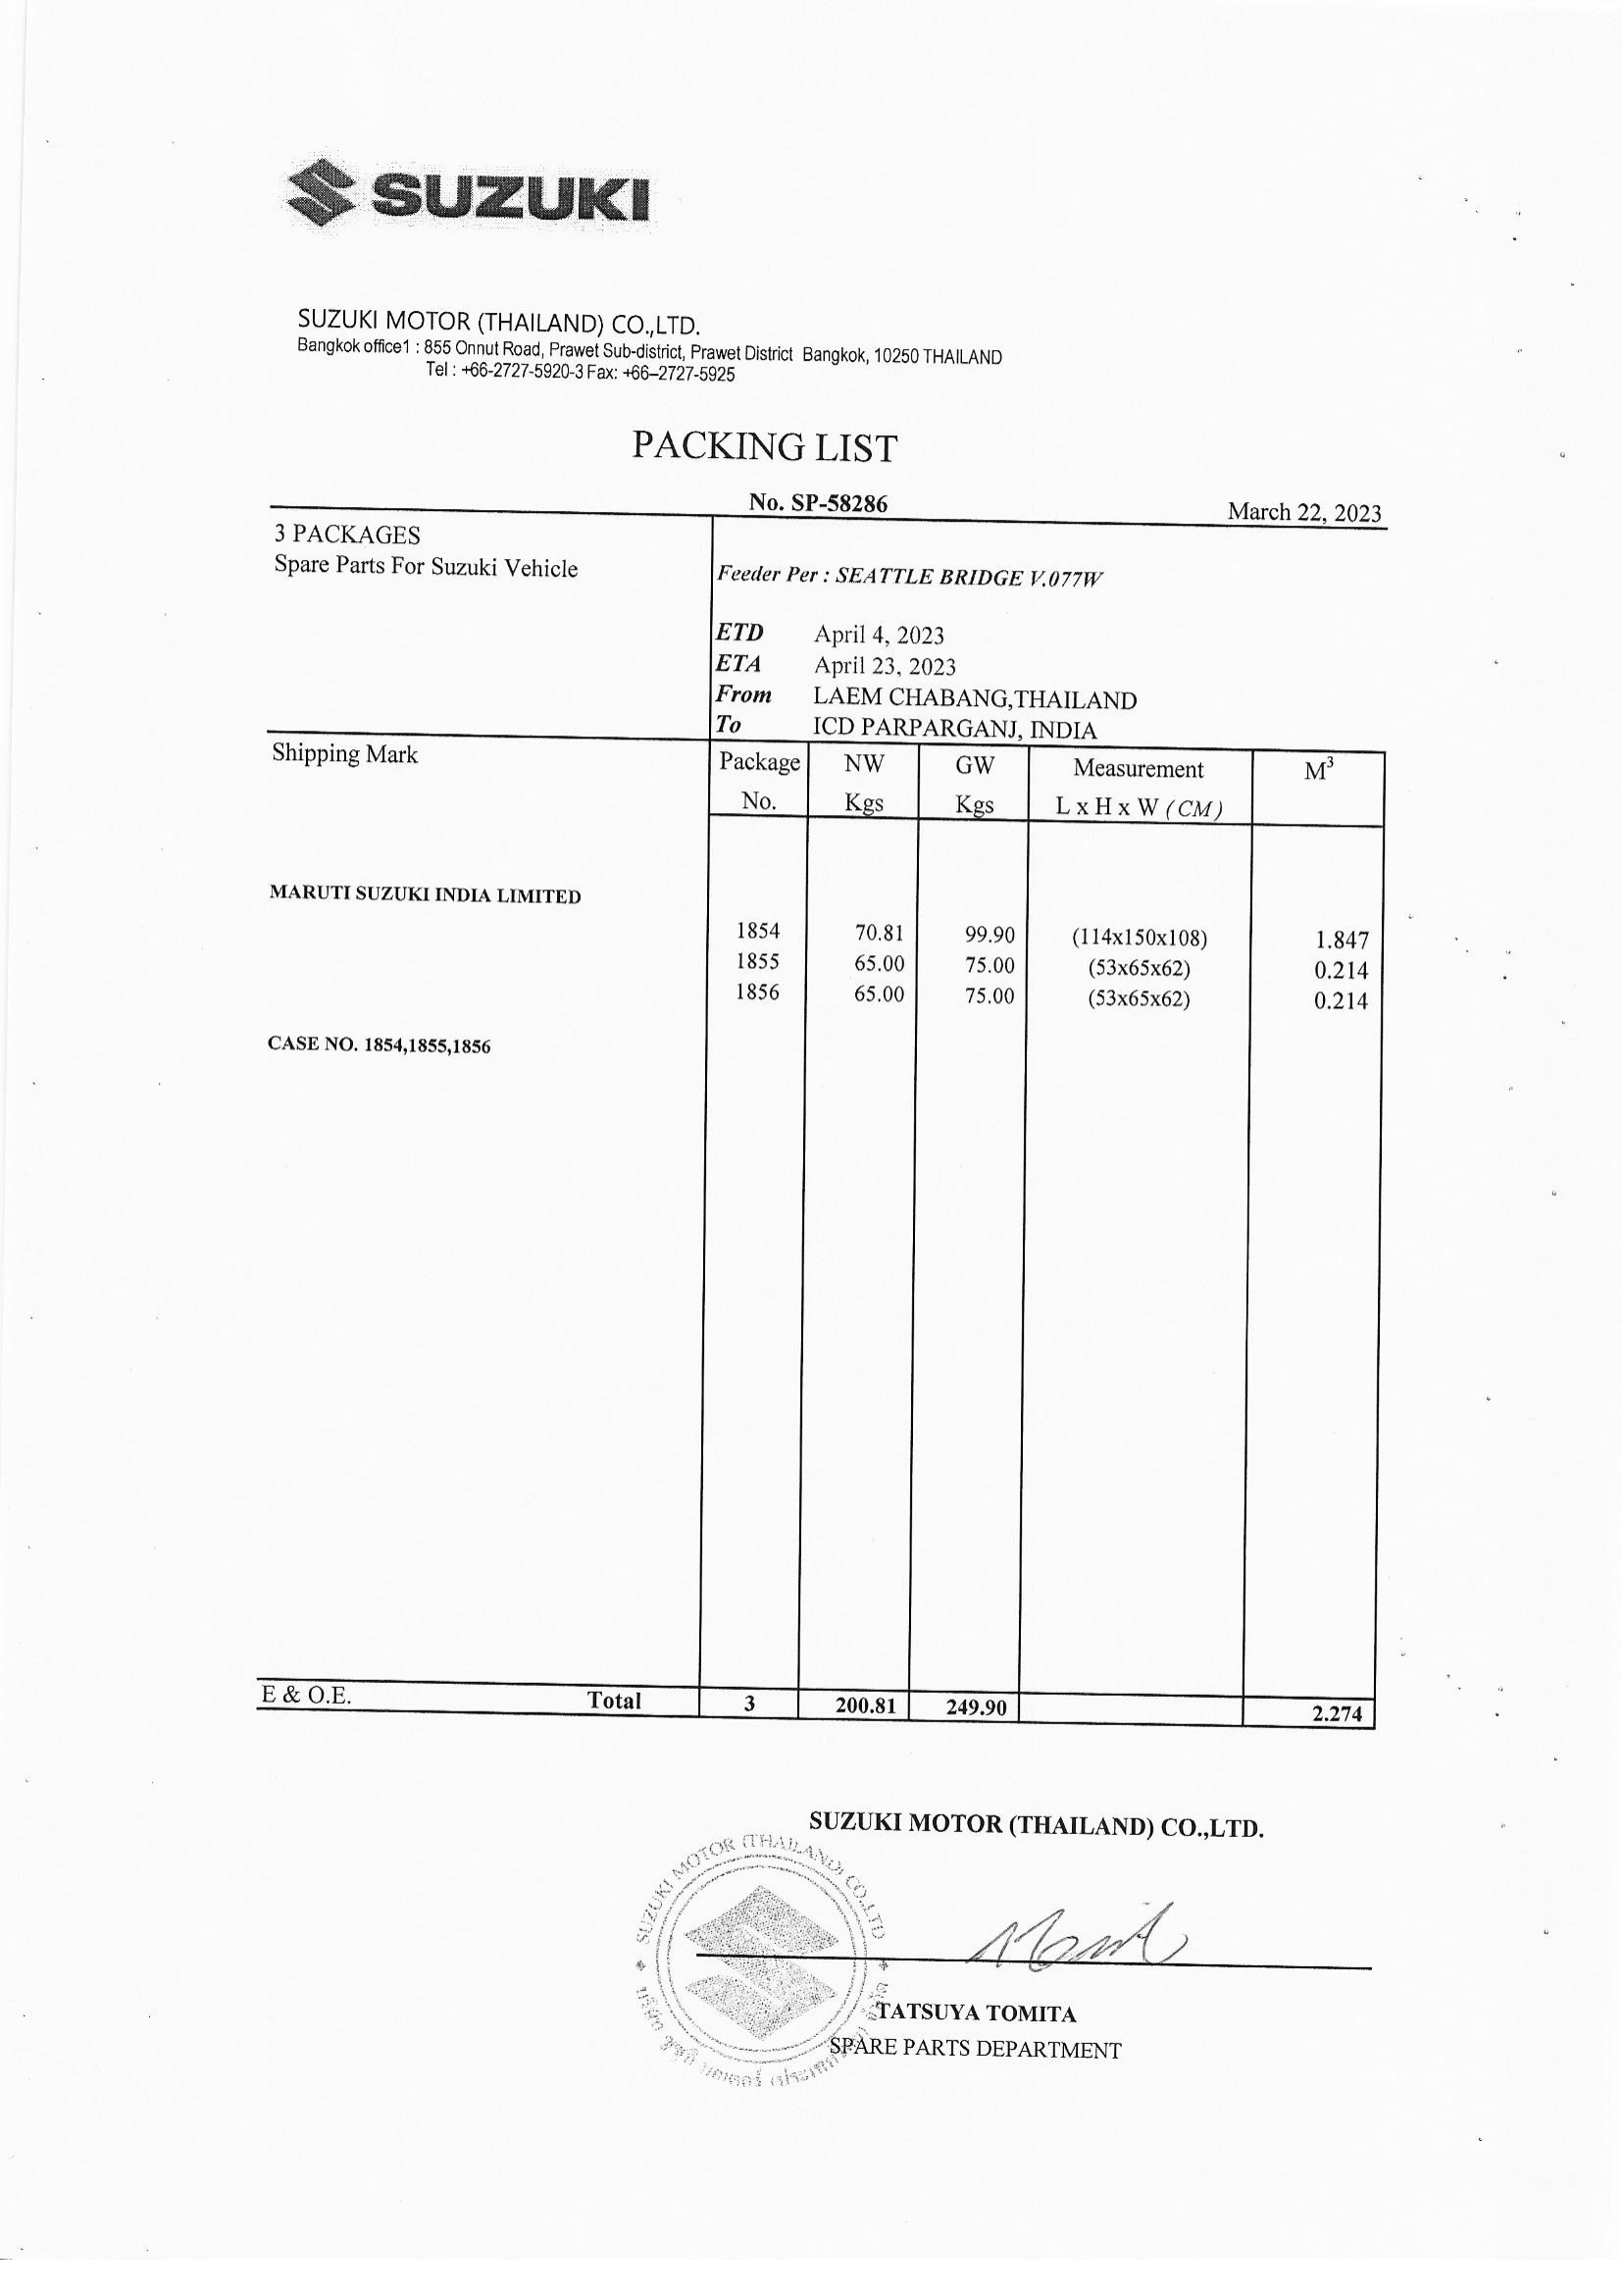 SUZUKI
SUZUKI MOTOR (THAILAND) CO.,LTD.
Bangkok office1 : 855 Onnut Road, Prawet Sub-district, Prawet District Bangkok, 10250 THAILAND
Tel : +66-2727-5920-3 Fax: +66–2727-5925
PACKING LIST
No. SP-58286 March 22, 2023
3 PACKAGES
Spare Parts For Suzuki Vehicle
Feeder Per : SEATTLE BRIDGE V.077W
ETD April 4, 2023
ETA April 23, 2023
From LAEM CHABANG,THAILAND
To ICD PARPARGANJ, INDIA
Shipping Mark Package NW GW Measurement M³
No. Kgs Kgs L x H x W (CM)
MARUTI SUZUKI INDIA LIMITED
1854 70.81 99.90 (114x150x108) 1.847
1855 65.00 75.00 (53x65x62) 0.214
1856 65.00 75.00 (53x65x62) 0.214
CASE NO. 1854,1855,1856
E & O.E. Total 3 200.81 249.90 2.274
SUZUKI MOTOR (THAILAND) CO.,LTD.
SUZUKI MOTOR (THAILAND) CO.,LTD
TATSUYA TOMITA
SPARE PARTS DEPARTMENT